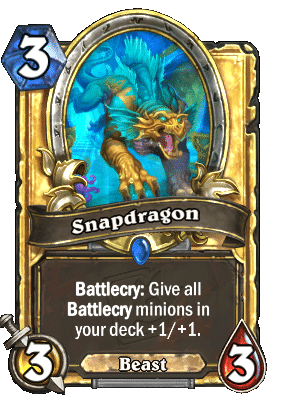 3
Snapdragon
Battlecry: Give all
Battlecry minions in
your deck +1/+1.
3
Beast
3